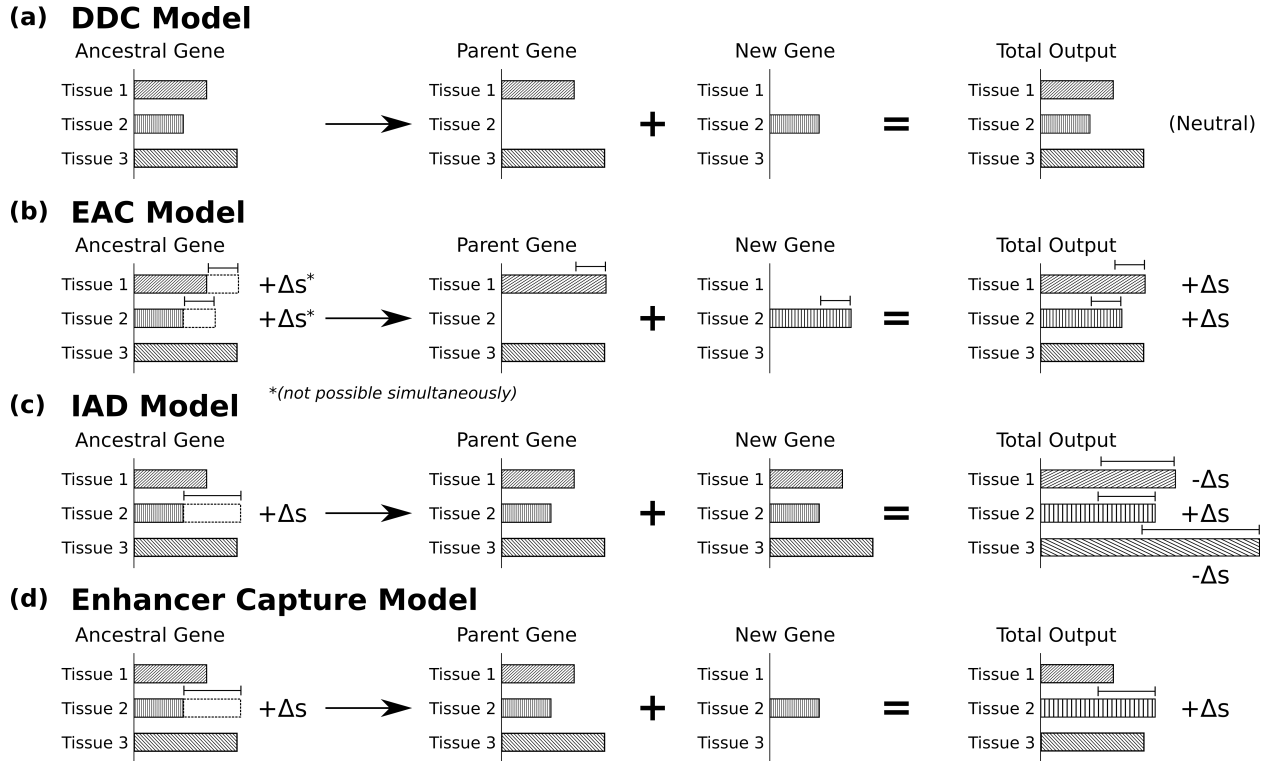 (a) DDC Model
Ancestral Gene Parent Gene New Gene Total Output
Tissue 1 Tissue 1 Tissue 1 Tissue 1
Tissue 2 Tissue 2 + Tissue 2 = Tissue 2 (Neutral)
Tissue 3 Tissue 3 Tissue 3 Tissue 3
(b) EAC Model
Ancestral Gene Parent Gene New Gene Total Output
Tissue 1 +Δs* Tissue 1 Tissue 1 Tissue 1 +Δs
Tissue 2 +Δs* Tissue 2 + Tissue 2 = Tissue 2 +Δs
Tissue 3 Tissue 3 Tissue 3 Tissue 3
*(not possible simultaneously)
(c) IAD Model
Ancestral Gene Parent Gene New Gene Total Output
Tissue 1 Tissue 1 Tissue 1 Tissue 1 -Δs
Tissue 2 +Δs Tissue 2 + Tissue 2 = Tissue 2 +Δs
Tissue 3 Tissue 3 Tissue 3 Tissue 3
-Δs
(d) Enhancer Capture Model
Ancestral Gene Parent Gene New Gene Total Output
Tissue 1 Tissue 1 Tissue 1 Tissue 1
Tissue 2 +Δs Tissue 2 + Tissue 2 = Tissue 2 +Δs
Tissue 3 Tissue 3 Tissue 3 Tissue 3